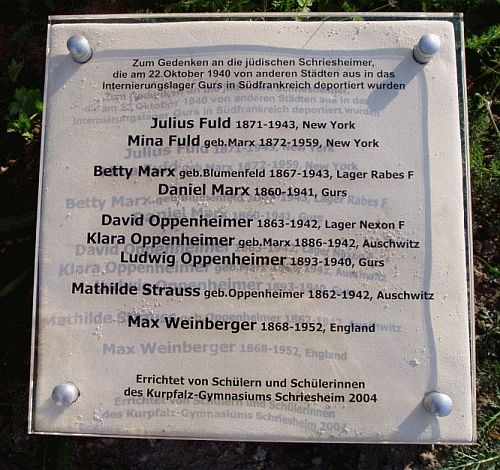 Zum Gedenken an die jüdischen Schriesheimer,
die am 22.Oktober 1940 von anderen Städten aus in das
Internierungslager Gurs in Südfrankreich deportiert wurden
Julius Fuld 1871-1943, New York
Mina Fuld geb.Marx 1872-1959, New York
Betty Marx geb.Blumenfeld 1867-1943, Lager Rabes F
Daniel Marx 1860-1941, Gurs
David Oppenheimer 1863-1942, Lager Nexon F
Klara Oppenheimer geb.Marx 1886-1942, Auschwitz
Ludwig Oppenheimer 1893-1940, Gurs
Mathilde Strauss geb.Oppenheimer 1862-1942, Auschwitz
Max Weinberger 1868-1952, England
Errichtet von Schülern und Schülerinnen
des Kurpfalz-Gymnasiums Schriesheim 2004